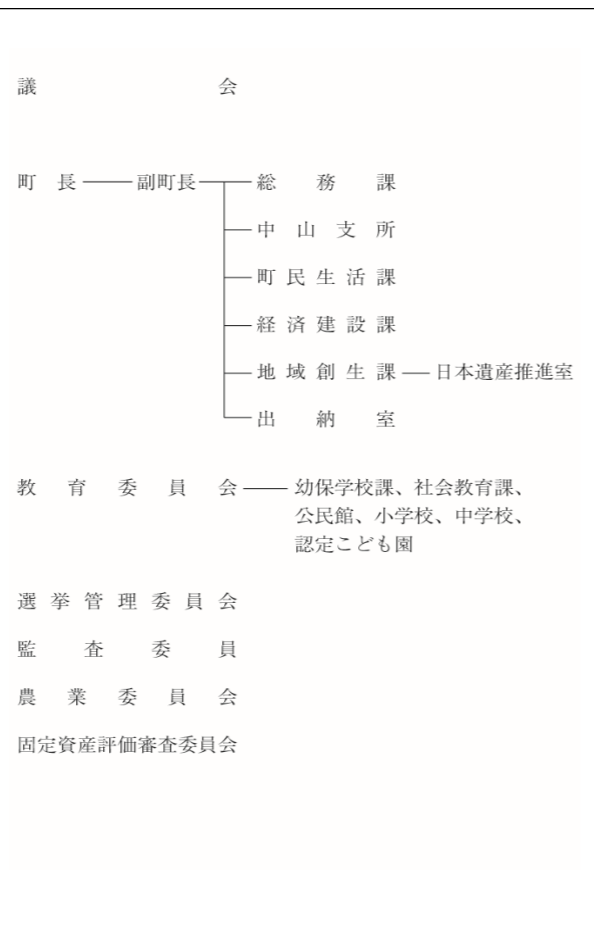 議会
町長 副町長 総務課
中山支所
町民生活課
経済建設課
地域創生課 日本遺産推進室
出納室
教育委員会 幼保学校課、社会教育課、
公民館、小学校、中学校、
認定こども園
選挙管理委員会
監査委員
農業委員会
固定資産評価審査委員会